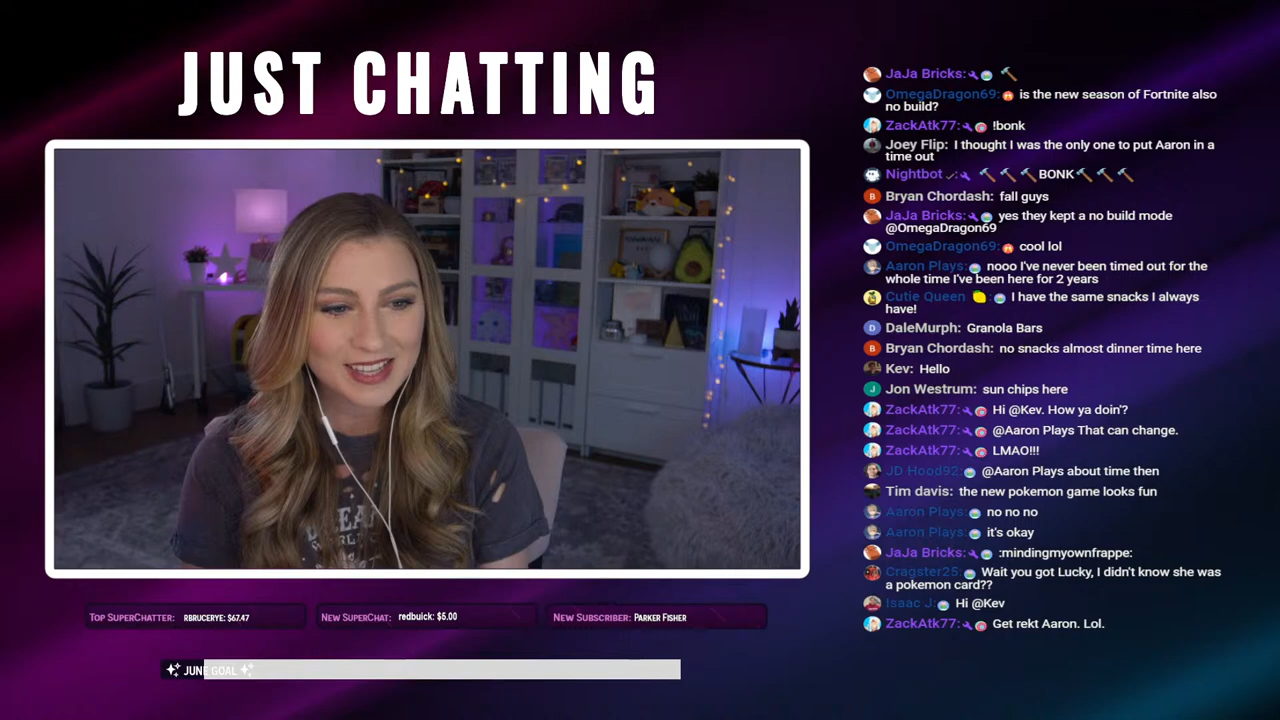 JUST CHATTING
JaJa Bricks:
OmegaDragon69: is the new season of Fortnite also
no build?
ZackAtk77: !bonk
Joey Flip: I thought I was the only one to put Aaron in a
time out
Nightbot: BONK
Bryan Chordash: fall guys
JaJa Bricks: yes they kept a no build mode
@OmegaDragon69
OmegaDragon69: cool lol
Aaron Plays: nooo I've never been timed out for the
whole time I've been here for 2 years
Cutie Queen 🍋: I have the same snacks I always
have!
D DaleMurph: Granola Bars
B Bryan Chordash: no snacks almost dinner time here
Kev: Hello
J Jon Westrum: sun chips here
ZackAtk77: Hi @Kev. How ya doin'?
ZackAtk77: @Aaron Plays That can change.
ZackAtk77: LMAO!!!
JD Hood92: @Aaron Plays about time then
Tim davis: the new pokemon game looks fun
Aaron Plays: no no no
Aaron Plays: it's okay
JaJa Bricks: :mindingmyownfrappe:
Cragster25: Wait you got Lucky, I didn't know she was
a pokemon card??
Isaac J: Hi @Kev
ZackAtk77: Get rekt Aaron. Lol.
TOP SUPERCHATTER: RBRUCERYE: $67.47
NEW SUPERCHAT: redbuick: $5.00
NEW SUBSCRIBER: PARKER FISHER
JUNE GOAL